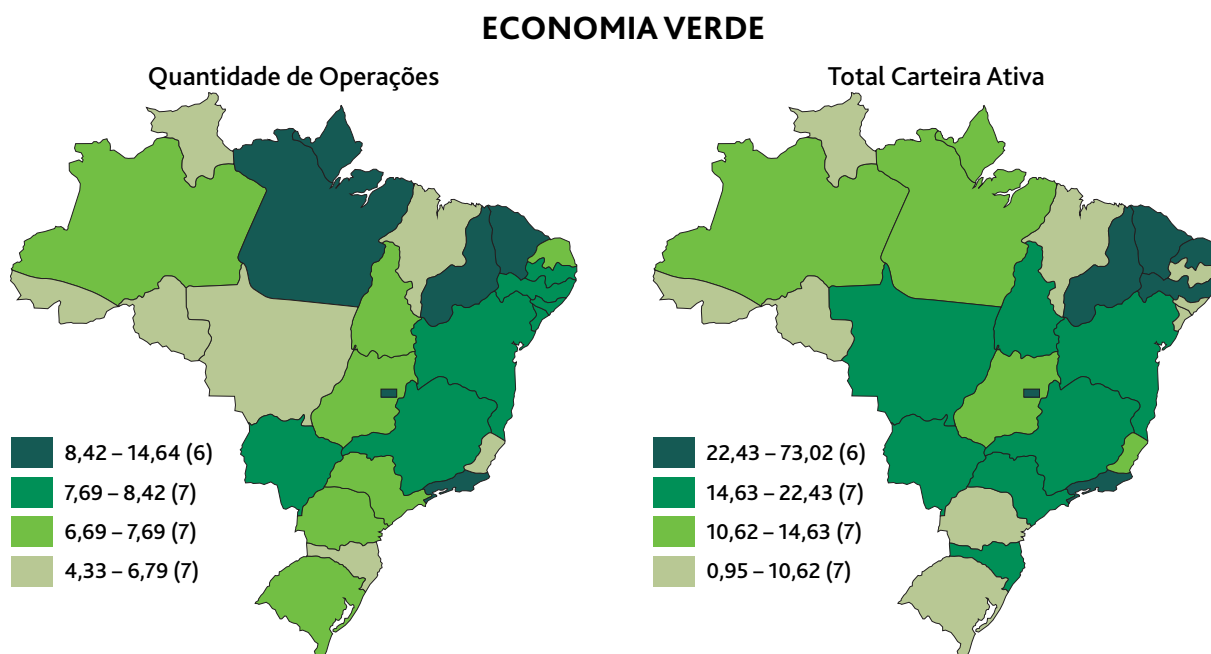 ECONOMIA VERDE
Quantidade de Operações
8,42 – 14,64 (6)
7,69 – 8,42 (7)
6,69 – 7,69 (7)
4,33 – 6,79 (7)
Total Carteira Ativa
22,43 – 73,02 (6)
14,63 – 22,43 (7)
10,62 – 14,63 (7)
0,95 – 10,62 (7)